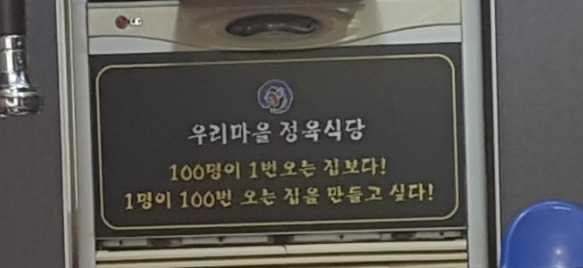 LG
우리마을 정육식당
100명이 1번오는 집보다!
1명이 100번 오는 집을 만들고 싶다!